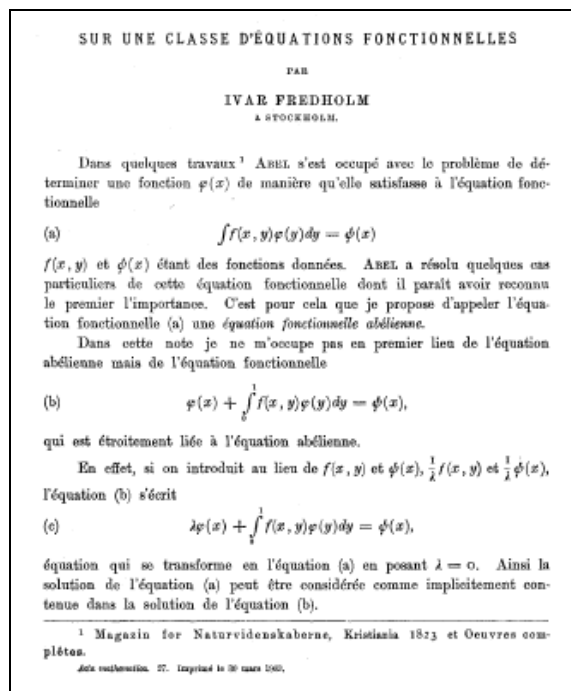 SUR UNE CLASSE D'ÉQUATIONS FONCTIONNELLES
PAR
IVAR FREDHOLM
A STOCKHOLM.
Dans quelques travaux ¹ ABEL s'est occupé avec le problème de dé-
terminer une fonction φ(x) de manière qu'elle satisfasse à l'équation fonc-
tionnelle
(a) ∫f(x, y)φ(y)dy = ψ(x)
f(x, y) et ψ(x) étant des fonctions données. ABEL a résolu quelques cas
particuliers de cette équation fonctionnelle dont il paraît avoir reconnu
le premier l'importance. C'est pour cela que je propose d'appeler l'équa-
tion fonctionnelle (a) une équation fonctionnelle abélienne.
Dans cette note je ne m'occupe pas en premier lieu de l'équation
abélienne mais de l'équation fonctionnelle
(b) φ(x) + ∫₀¹f(x, y)φ(y)dy = ψ(x),
qui est étroitement liée à l'équation abélienne.
En effet, si on introduit au lieu de f(x, y) et ψ(x), 1/λ f(x, y) et 1/λ ψ(x),
l'équation (b) s'écrit
(c) λφ(x) + ∫₀¹f(x, y)φ(y)dy = ψ(x),
équation qui se transforme en l'équation (a) en posant λ = 0. Ainsi la
solution de l'équation (a) peut être considérée comme implicitement con-
tenue dans la solution de l'équation (b).
¹ Magazin for Naturvidenskaberne, Kristiania 1823 et Oeuvres com-
plètes.
Acta mathematica. 27. Imprimé le 30 mars 1903.